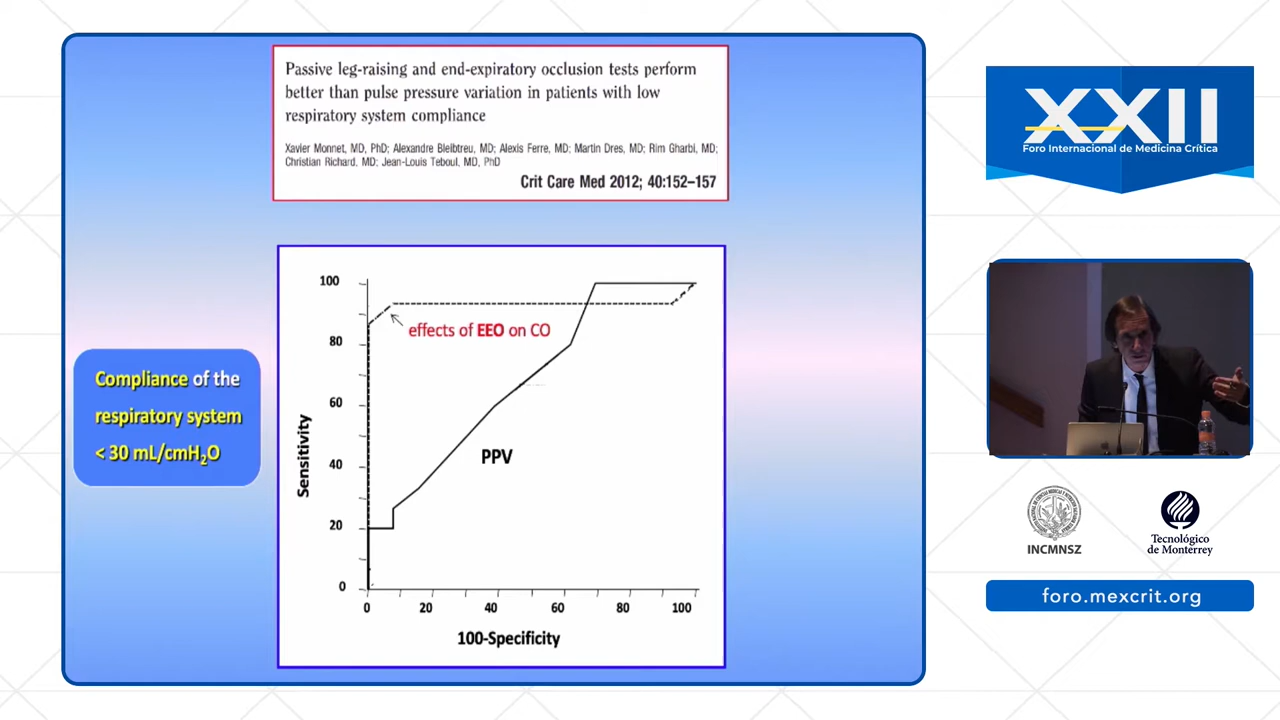 Passive leg-raising and end-expiratory occlusion tests perform
better than pulse pressure variation in patients with low
respiratory system compliance
Xavier Monnet, MD, PhD; Alexandre Bleibtreu, MD; Alexis Ferre, MD; Martin Dres, MD; Rim Gharbi, MD;
Christian Richard, MD; Jean-Louis Teboul, MD, PhD
Crit Care Med 2012; 40:152–157
Compliance of the
respiratory system
< 30 mL/cmH₂O
100
80
60
40
20
0
Sensitivity
effects of EEO on CO
PPV
0 20 40 60 80 100
100-Specificity
XXII
Foro Internacional de Medicina Crítica
INCMNSZ
Tecnológico
de Monterrey
foro.mexcrit.org